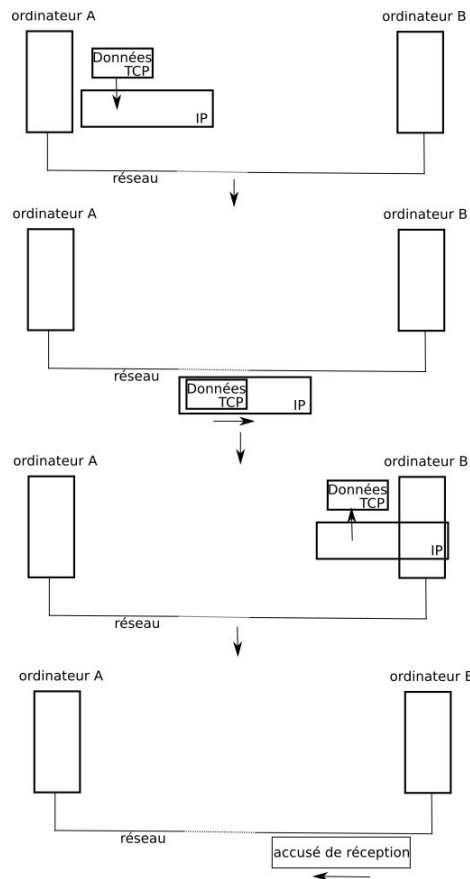 ordinateur A
ordinateur B
Données
TCP
IP
réseau
ordinateur A
ordinateur B
réseau
Données
TCP
IP
ordinateur A
ordinateur B
Données
TCP
IP
réseau
ordinateur A
ordinateur B
réseau
accusé de réception